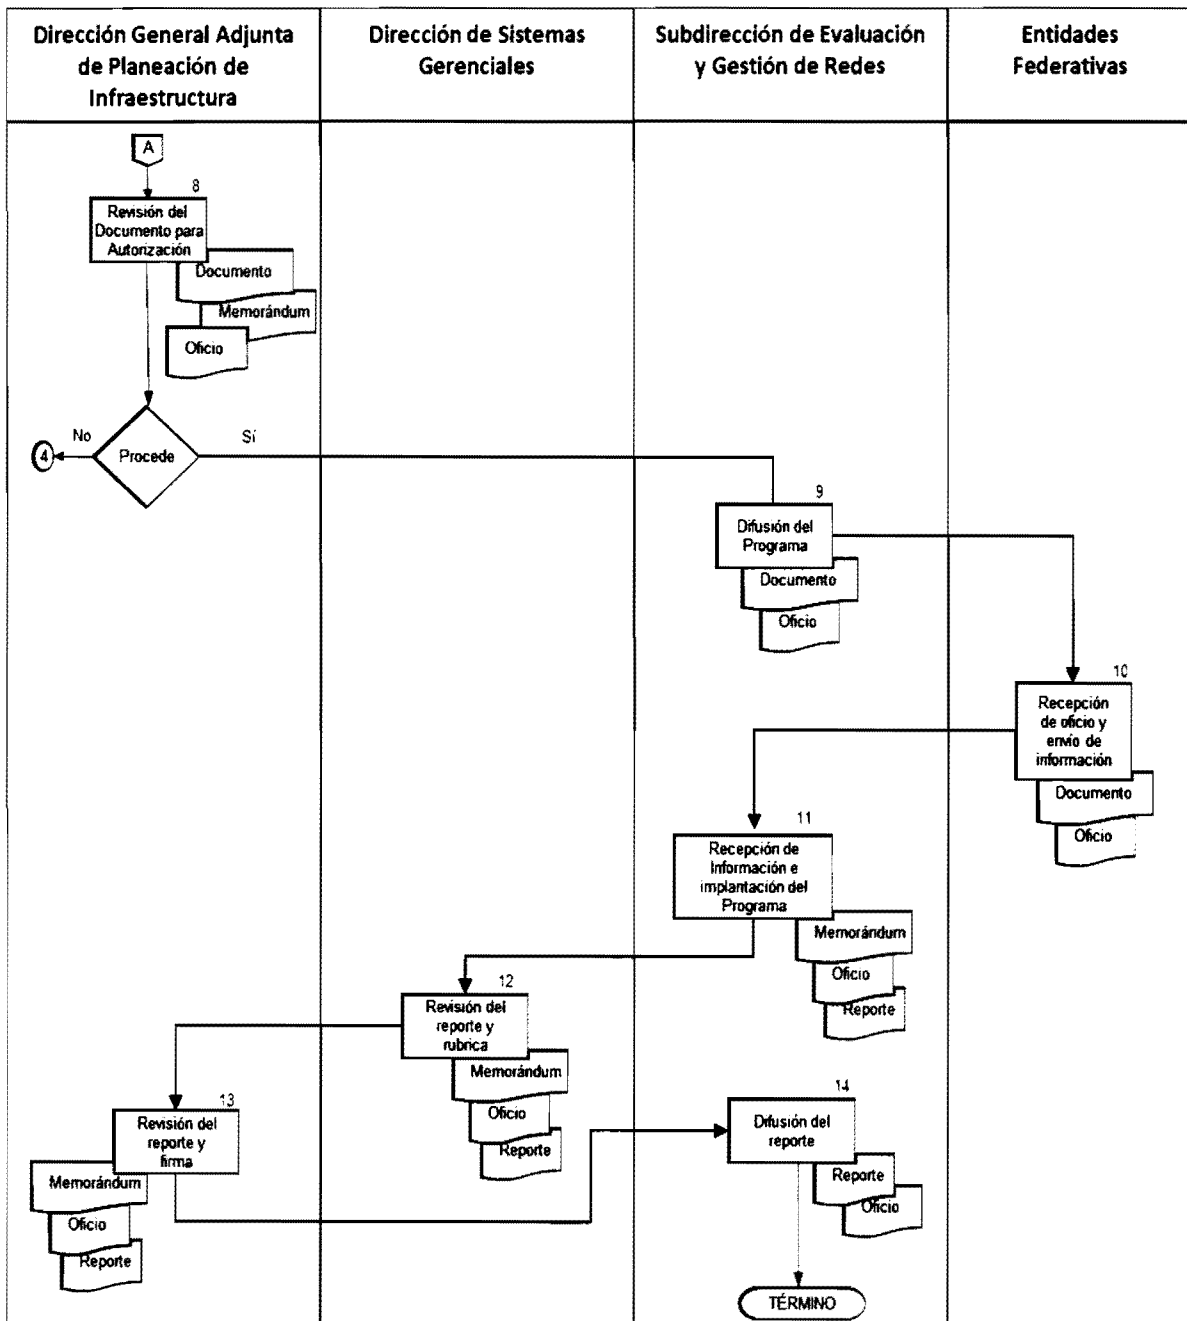 Dirección General Adjunta
de Planeación de
Infraestructura
Dirección de Sistemas
Gerenciales
Subdirección de Evaluación
y Gestión de Redes
Entidades
Federativas
A
8
Revisión del
Documento para
Autorización
Documento
Memorándum
Oficio
No
Sí
4
Procede
9
Difusión del
Programa
Documento
Oficio
10
Recepción
de oficio y
envío de
información
Documento
Oficio
11
Recepción de
Información e
implantación del
Programa
Memorándum
Oficio
Reporte
12
Revisión del
reporte y
rubrica
Memorándum
Oficio
Reporte
13
Revisión del
reporte y
firma
Memorándum
Oficio
Reporte
14
Difusión del
reporte
Reporte
Oficio
TÉRMINO